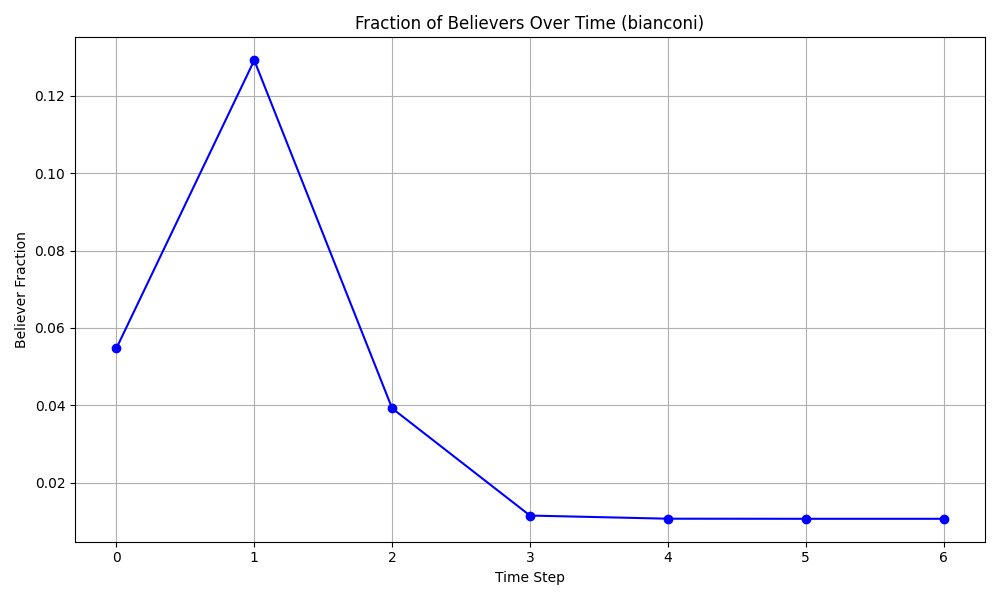 Fraction of Believers Over Time (bianconi)
Believer Fraction
0.12
0.10
0.08
0.06
0.04
0.02
0 1 2 3 4 5 6
Time Step